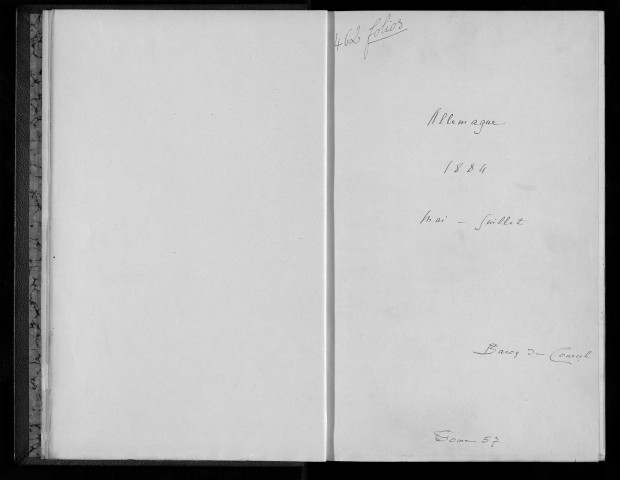 462 folios
Allemagne
1884
Mai - Juillet
Baron de Courcel
Tome 57